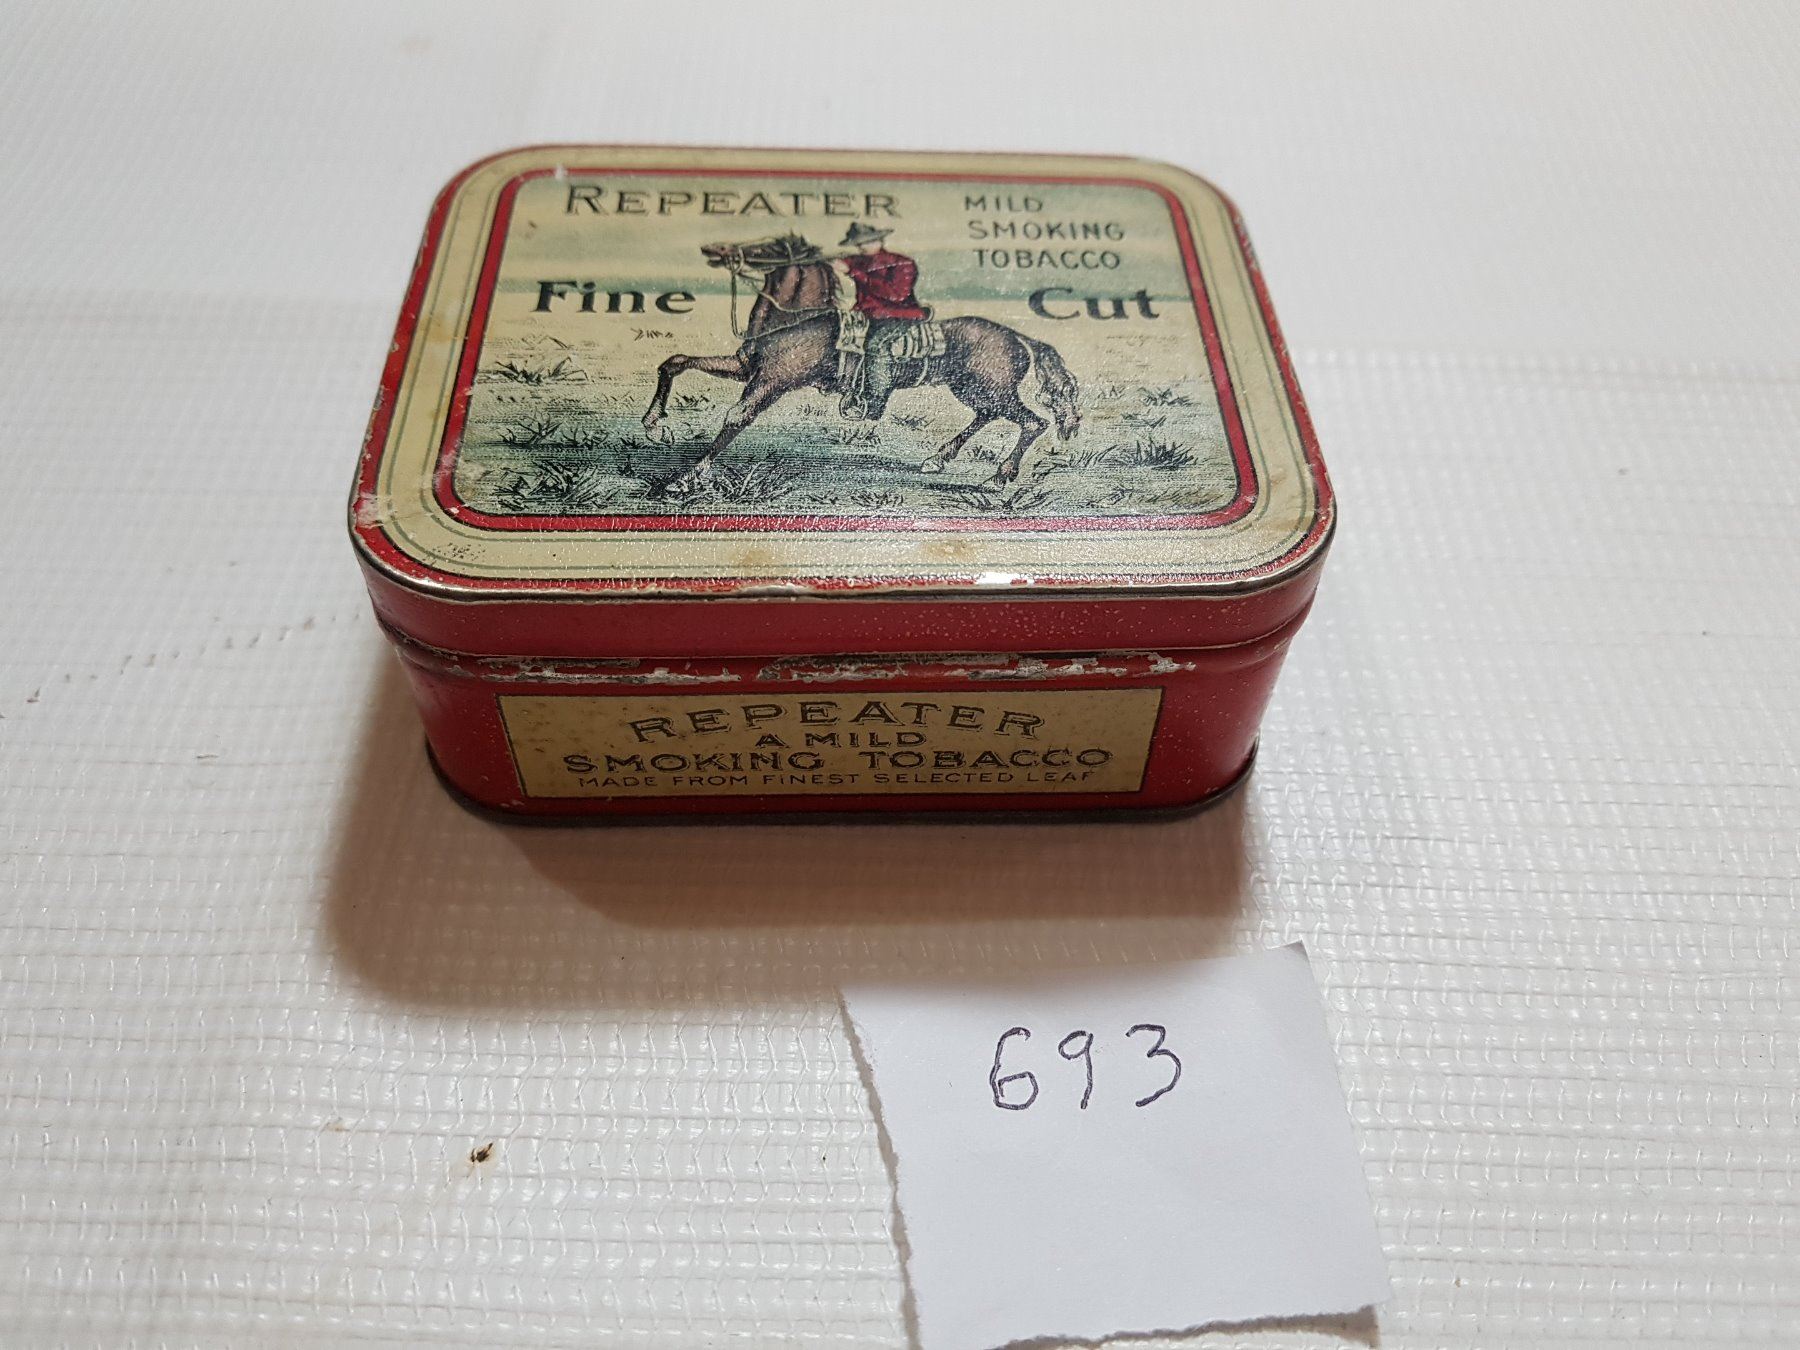 REPEATER
MILD
SMOKING
TOBACCO
Fine Cut
REPEATER
A MILD
SMOKING TOBACCO
MADE FROM FINEST SELECTED LEAF
693